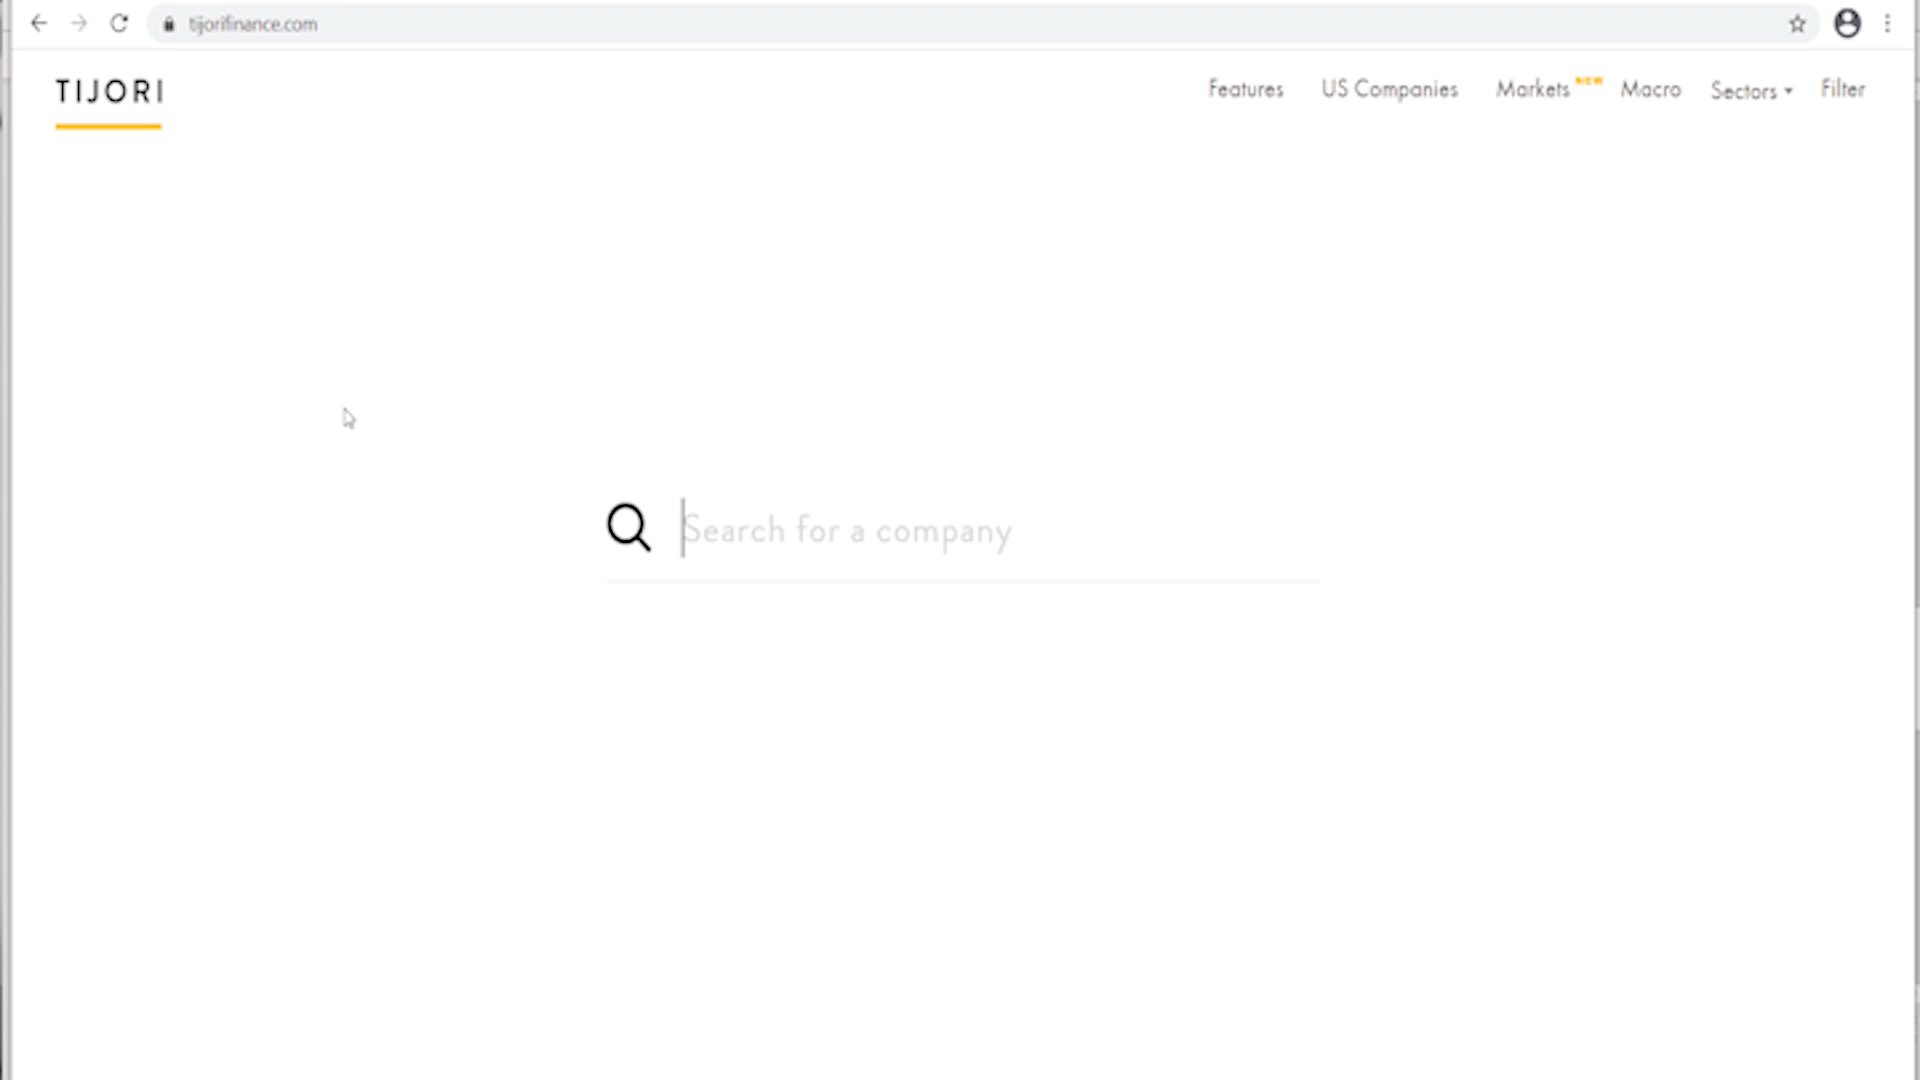 tijorifinance.com
TIJORI
Features US Companies Markets NEW Macro Sectors Filter
Search for a company